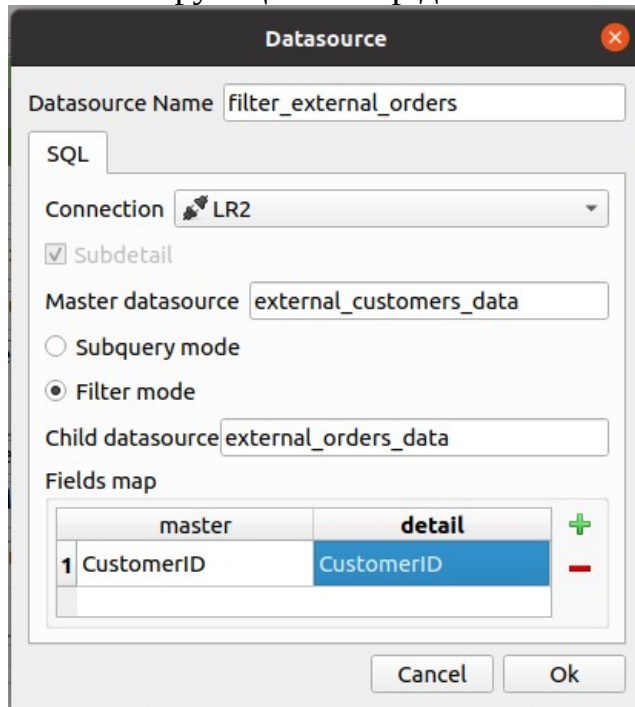 Datasource
Datasource Name filter_external_orders
SQL
Connection LR2
Subdetail
Master datasource external_customers_data
Subquery mode
Filter mode
Child datasource external_orders_data
Fields map
master detail
1 CustomerID CustomerID
Cancel Ok